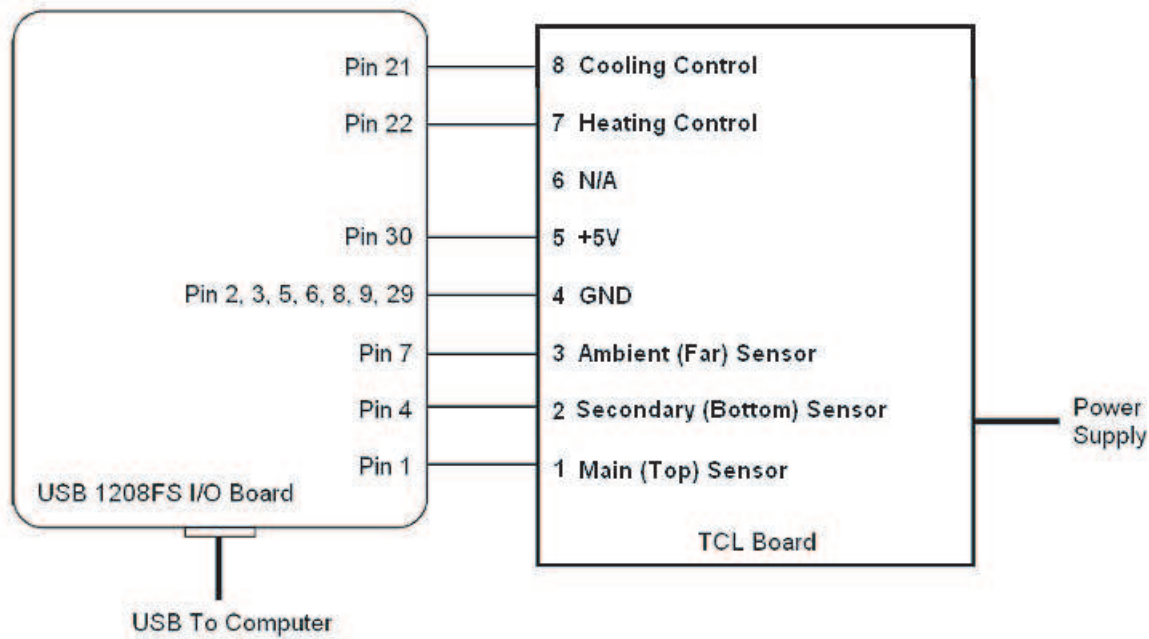 Pin 21
8 Cooling Control
Pin 22
7 Heating Control
6 N/A
Pin 30
5 +5V
Pin 2, 3, 5, 6, 8, 9, 29
4 GND
Pin 7
3 Ambient (Far) Sensor
Pin 4
2 Secondary (Bottom) Sensor
Power
Supply
Pin 1
1 Main (Top) Sensor
USB 1208FS I/O Board
TCL Board
USB To Computer